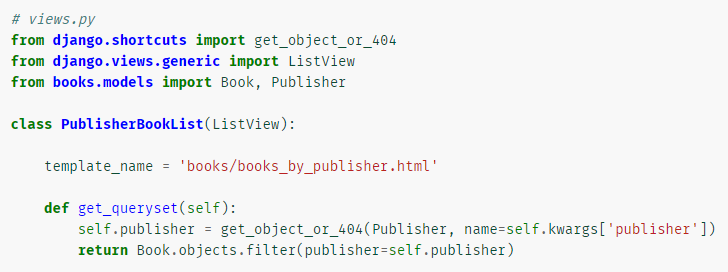 # views.py
from django.shortcuts import get_object_or_404
from django.views.generic import ListView
from books.models import Book, Publisher

class PublisherBookList(ListView):

    template_name = 'books/books_by_publisher.html'

    def get_queryset(self):
        self.publisher = get_object_or_404(Publisher, name=self.kwargs['publisher'])
        return Book.objects.filter(publisher=self.publisher)